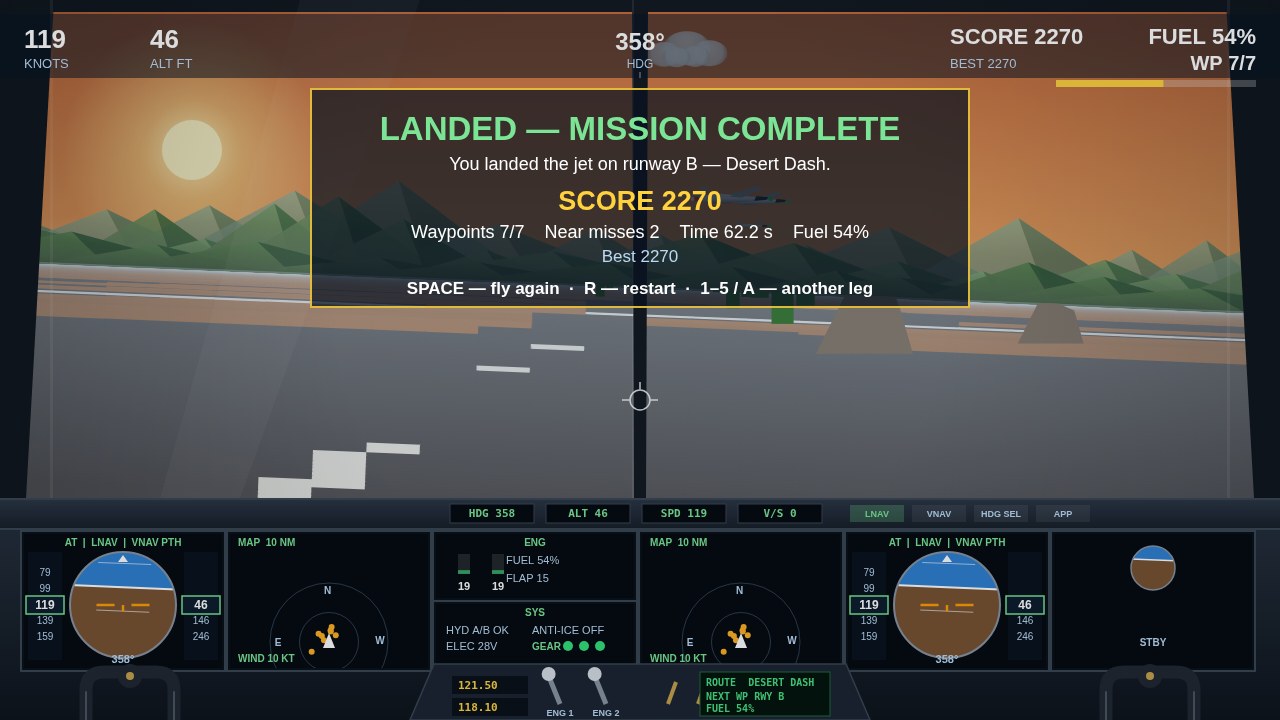 119
KNOTS
46
ALT FT
358°
HDG
SCORE 2270
BEST 2270
FUEL 54%
WP 7/7
LANDED — MISSION COMPLETE
You landed the jet on runway B — Desert Dash.
SCORE 2270
Waypoints 7/7 Near misses 2 Time 62.2 s Fuel 54%
Best 2270
SPACE — fly again · R — restart · 1–5 / A — another leg
HDG 358 ALT 46 SPD 119 V/S 0 LNAV VNAV HDG SEL APP
AT | LNAV | VNAV PTH
79
99
119
139
159
46
146
246
358°
MAP 10 NM
N
E W
WIND 10 KT
ENG
FUEL 54%
FLAP 15
19 19
SYS
HYD A/B OK ANTI-ICE OFF
ELEC 28V GEAR
MAP 10 NM
N
E W
WIND 10 KT
AT | LNAV | VNAV PTH
79
99
119
139
159
46
146
246
358°
STBY
121.50
118.10
ENG 1 ENG 2
ROUTE DESERT DASH
NEXT WP RWY B
FUEL 54%